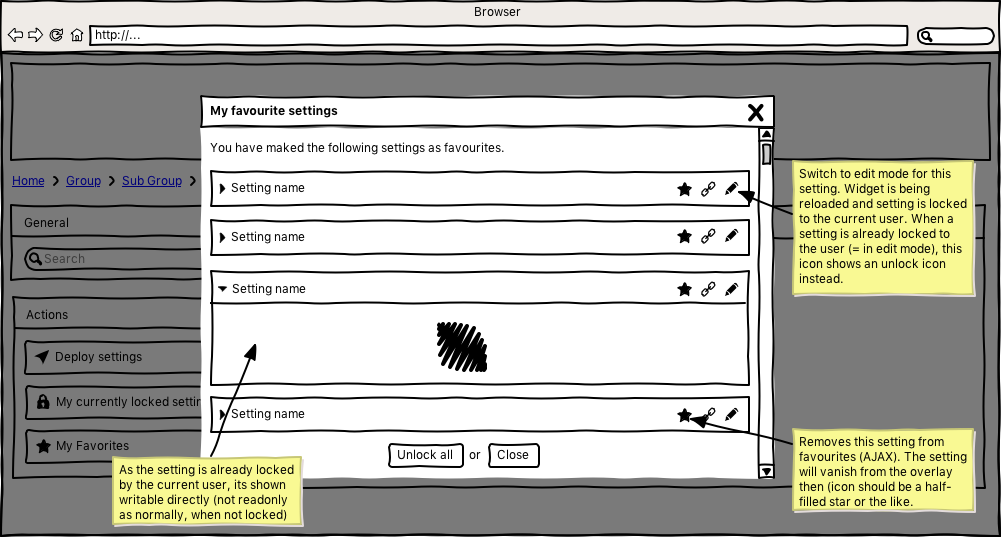 Browser
http://...
My favourite settings
You have maked the following settings as favourites.
Home
Group
Sub Group
General
Search
Actions
Deploy settings
My currently locked settin
My Favorites
Setting name
Setting name
Setting name
Setting name
Unlock all or Close
Switch to edit mode for this
setting. Widget is being
reloaded and setting is locked
to the current user. When a
setting is already locked to
the user (= in edit mode), this
icon shows an unlock icon
instead.
Removes this setting from
favourites (AJAX). The setting
will vanish from the overlay
then (icon should be a half-
filled star or the like.
As the setting is already locked
by the current user, its shown
writable directly (not readonly
as normally, when not locked)